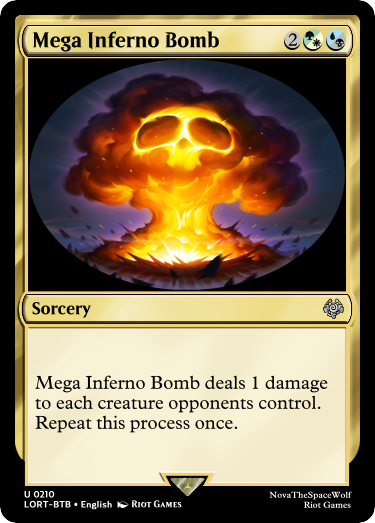 Mega Inferno Bomb 2
Sorcery
Mega Inferno Bomb deals 1 damage
to each creature opponents control.
Repeat this process once.
U 0210
LORT-BTB • English RIOT GAMES
NovaTheSpaceWolf
Riot Games